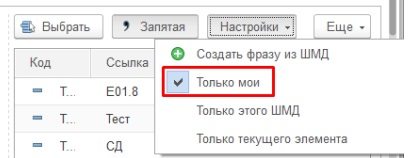 Выбрать Запятая Настройки Еще
Код Ссылка
Создать фразу из ШМД
Т... E01.8
Только мои
Т... Тест
Только этого ШМД
Т... СД
Только текущего элемента